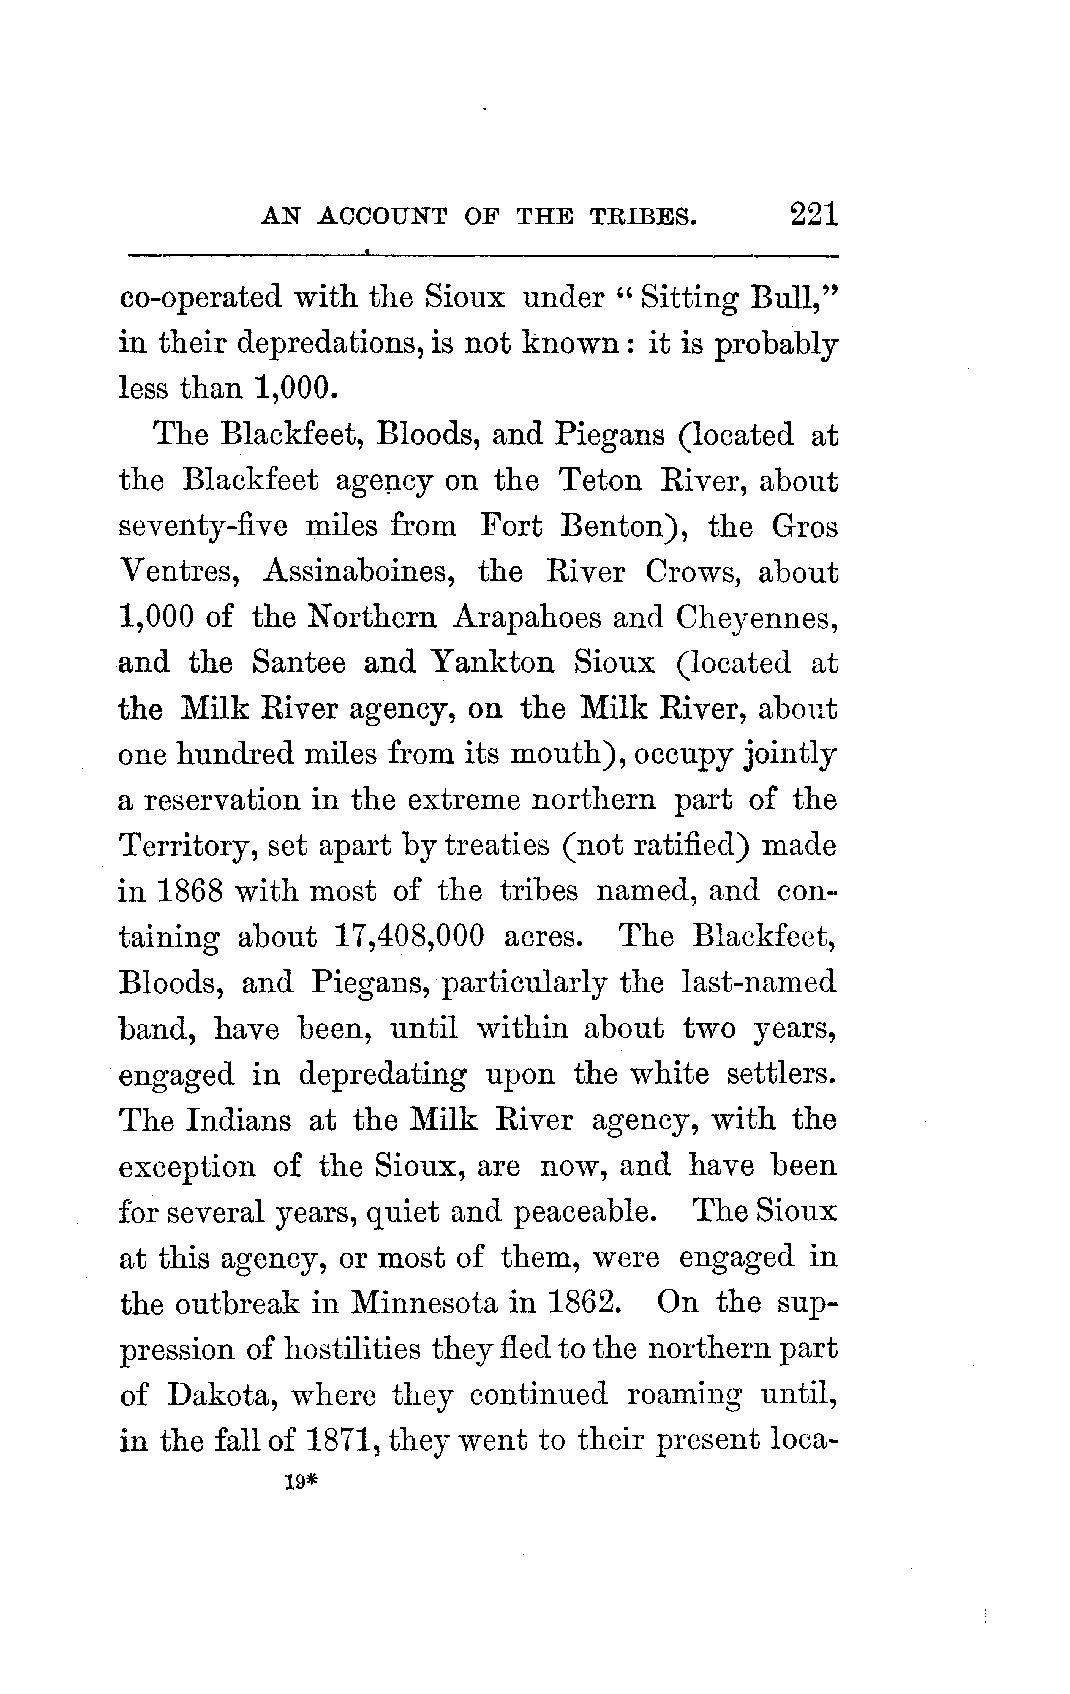 AN ACCOUNT OF THE TRIBES. 221
co-operated with the Sioux under “ Sitting Bull,”
in their depredations, is not known : it is probably
less than 1,000.
The Blackfeet, Bloods, and Piegans (located at
the Blackfeet agency on the Teton River, about
seventy-five miles from Fort Benton), the Gros
Ventres, Assinaboines, the River Crows, about
1,000 of the Northern Arapahoes and Cheyennes,
and the Santee and Yankton Sioux (located at
the Milk River agency, on the Milk River, about
one hundred miles from its mouth), occupy jointly
a reservation in the extreme northern part of the
Territory, set apart by treaties (not ratified) made
in 1868 with most of the tribes named, and con-
taining about 17,408,000 acres. The Blackfeet,
Bloods, and Piegans, particularly the last-named
band, have been, until within about two years,
engaged in depredating upon the white settlers.
The Indians at the Milk River agency, with the
exception of the Sioux, are now, and have been
for several years, quiet and peaceable. The Sioux
at this agency, or most of them, were engaged in
the outbreak in Minnesota in 1862. On the sup-
pression of hostilities they fled to the northern part
of Dakota, where they continued roaming until,
in the fall of 1871, they went to their present loca-
19*